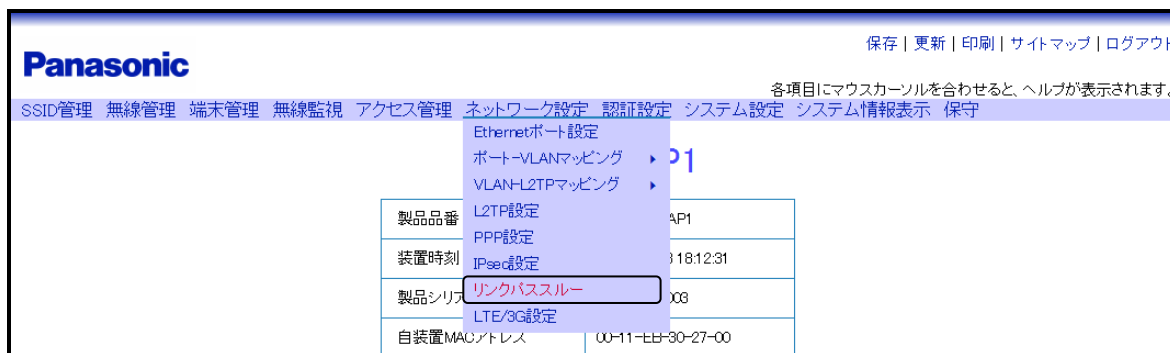 保存 | 更新 | 印刷 | サイトマップ | ログアウト
Panasonic
各項目にマウスカーソルを合わせると、ヘルプが表示されます。
SSID管理 無線管理 端末管理 無線監視 アクセス管理 ネットワーク設定 認証設定 システム設定 システム情報表示 保守
Ethernetポート設定
ポート-VLANマッピング
P1
VLAN-L2TPマッピング
L2TP設定
製品品番
AP1
PPP設定
装置時刻
18:12:31
IPsec設定
リンクパススルー
製品シリア
003
LTE/3G設定
自装置MACアドレス
00-11-EB-30-27-00